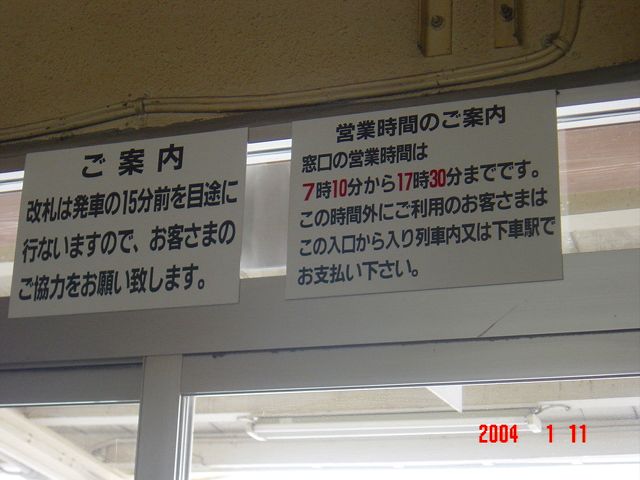 ご案内
改札は発車の15分前を目途に
行ないますので、お客さまの
ご協力をお願い致します。
営業時間のご案内
窓口の営業時間は
7時10分から17時30分までです。
この時間外にご利用のお客さまは
この入口から入り列車内又は下車駅で
お支払い下さい。
2004 1 11